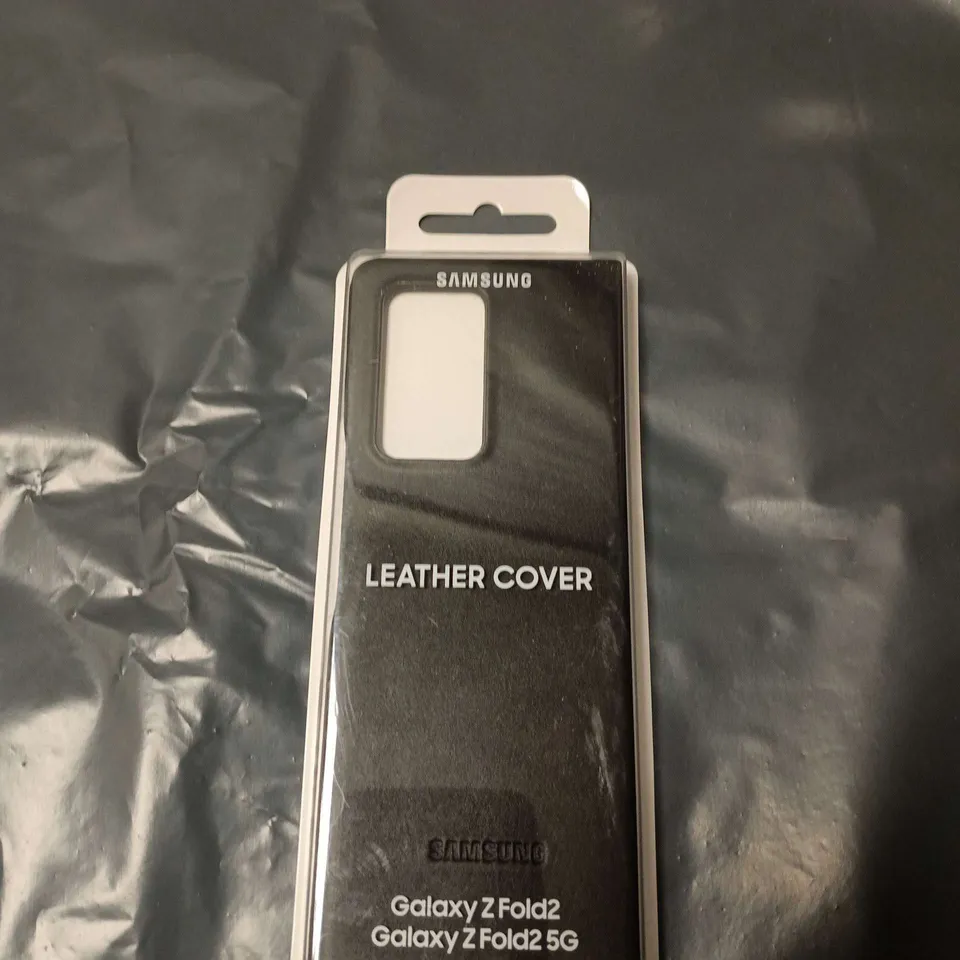 SAMSUNG
LEATHER COVER
SAMSUNG
Galaxy Z Fold2
Galaxy Z Fold2 5G